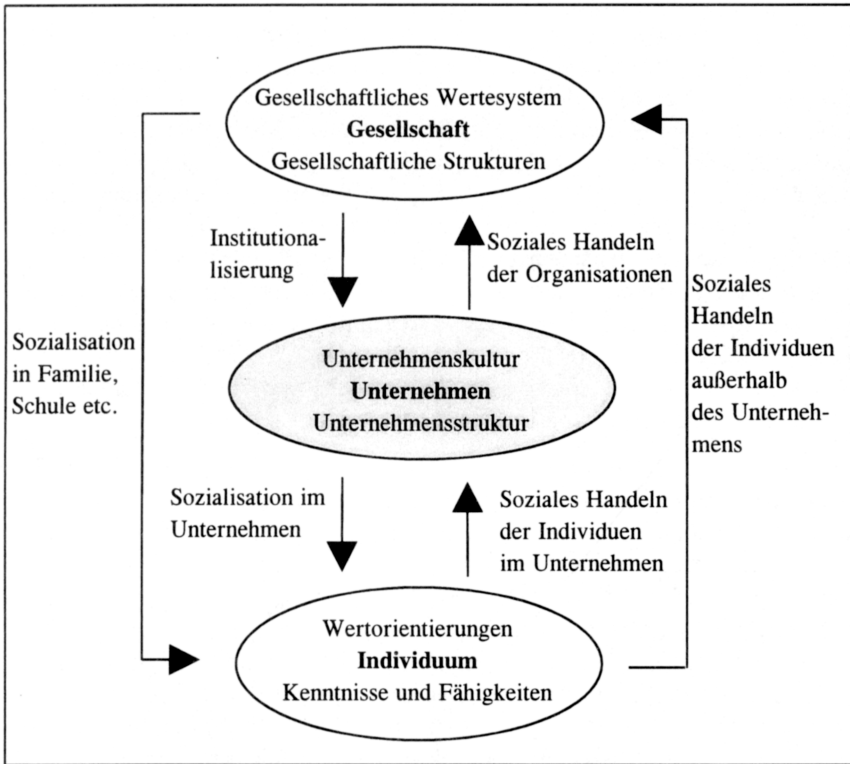 Gesellschaftliches Wertesystem
Gesellschaft
Gesellschaftliche Strukturen
Institutiona-
lisierung
Soziales Handeln
der Organisationen
Sozialisation
in Familie,
Schule etc.
Unternehmenskultur
Unternehmen
Unternehmensstruktur
Soziales
Handeln
der Individuen
außerhalb
des Unterneh-
mens
Sozialisation im
Unternehmen
Soziales Handeln
der Individuen
im Unternehmen
Wertorientierungen
Individuum
Kenntnisse und Fähigkeiten